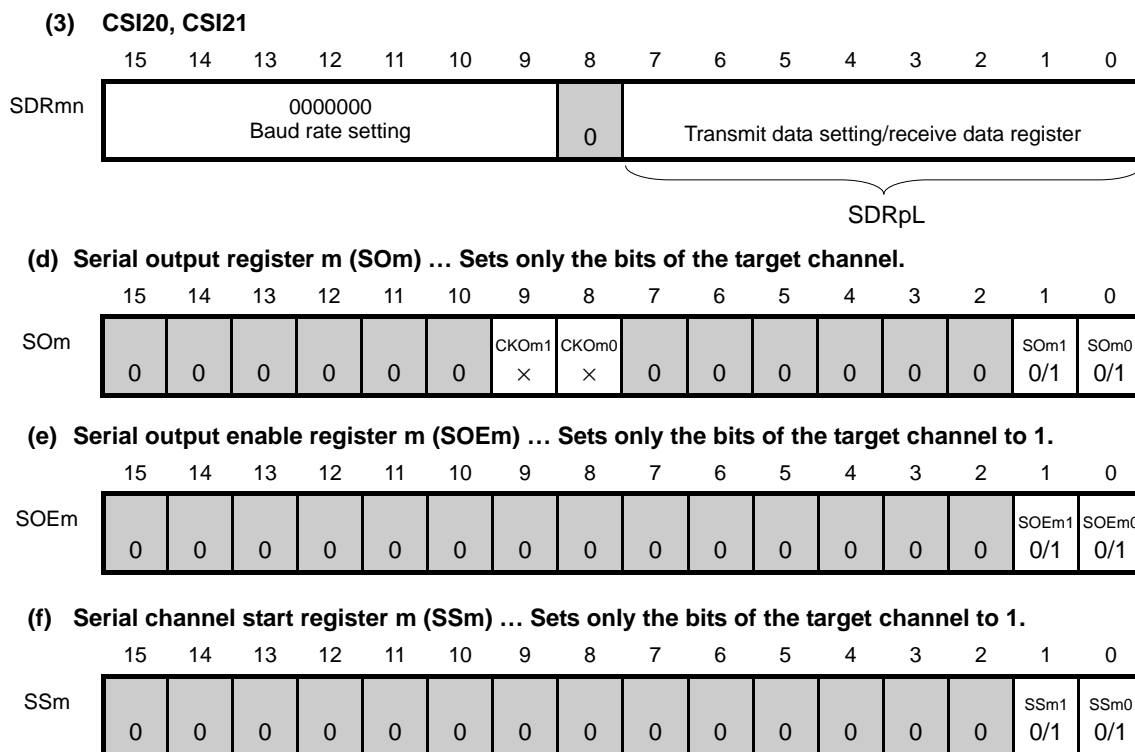 (3) CSI20, CSI21
15 14 13 12 11 10 9 8 7 6 5 4 3 2 1 0
SDRmn
0000000
Baud rate setting
0
Transmit data setting/receive data register
SDRpL
(d) Serial output register m (SOm) … Sets only the bits of the target channel.
15 14 13 12 11 10 9 8 7 6 5 4 3 2 1 0
SOm
CKOm1 CKOm0 SOm1 SOm0
0 0 0 0 0 0 × × 0 0 0 0 0 0 0/1 0/1
(e) Serial output enable register m (SOEm) … Sets only the bits of the target channel to 1.
15 14 13 12 11 10 9 8 7 6 5 4 3 2 1 0
SOEm
SOEm1 SOEm0
0 0 0 0 0 0 0 0 0 0 0 0 0 0 0/1 0/1
(f) Serial channel start register m (SSm) … Sets only the bits of the target channel to 1.
15 14 13 12 11 10 9 8 7 6 5 4 3 2 1 0
SSm
SSm1 SSm0
0 0 0 0 0 0 0 0 0 0 0 0 0 0 0/1 0/1